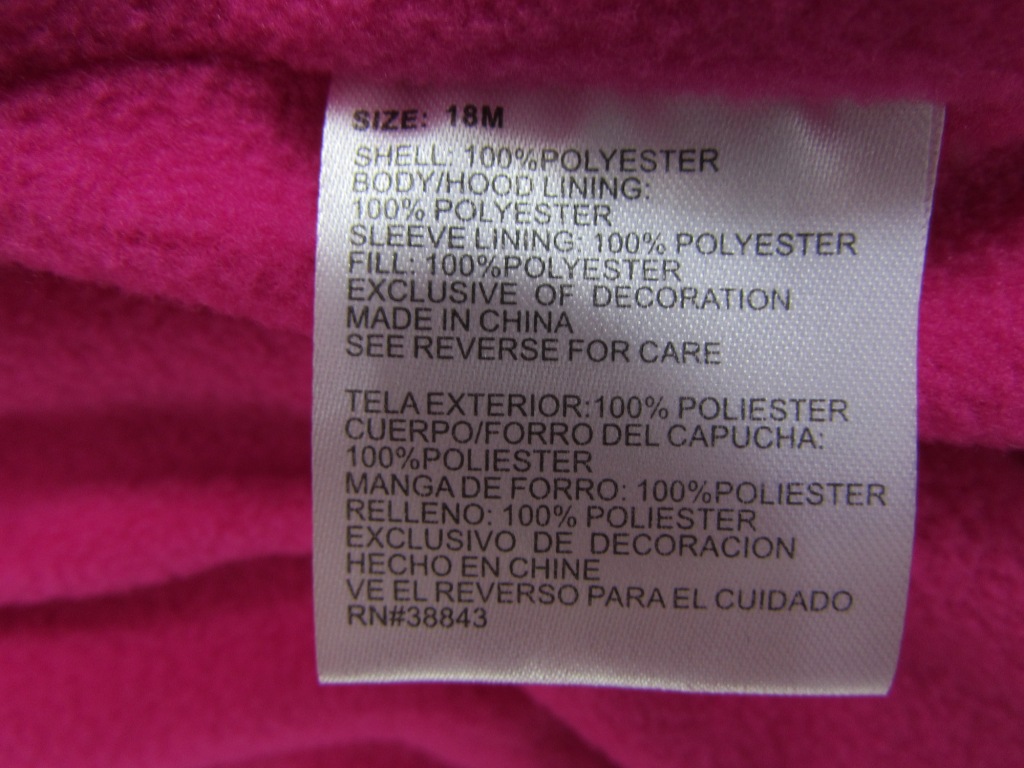 SIZE: 18M
SHELL: 100%POLYESTER
BODY/HOOD LINING:
100% POLYESTER
SLEEVE LINING: 100% POLYESTER
FILL: 100%POLYESTER
EXCLUSIVE OF DECORATION
MADE IN CHINA
SEE REVERSE FOR CARE
TELA EXTERIOR:100% POLIESTER
CUERPO/FORRO DEL CAPUCHA:
100%POLIESTER
MANGA DE FORRO: 100%POLIESTER
RELLENO: 100% POLIESTER
EXCLUSIVO DE DECORACION
HECHO EN CHINE
VE EL REVERSO PARA EL CUIDADO
RN#38843